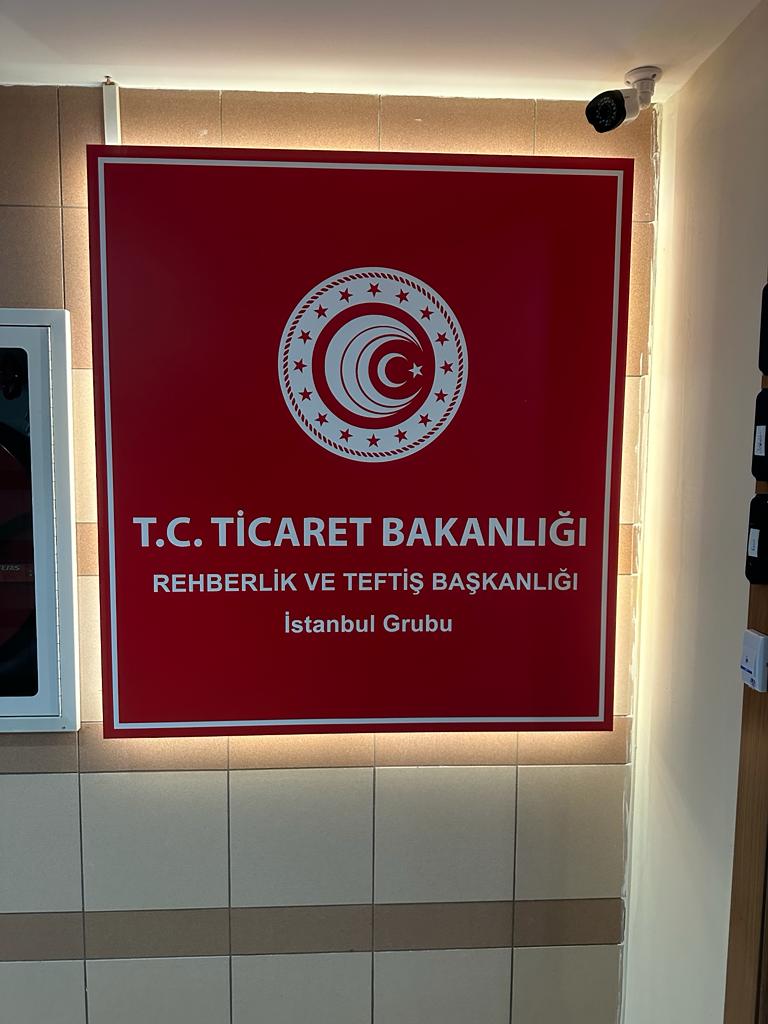 T.C. TİCARET BAKANLIĞI
REHBERLİK VE TEFTİŞ BAŞKANLIĞI
İstanbul Grubu